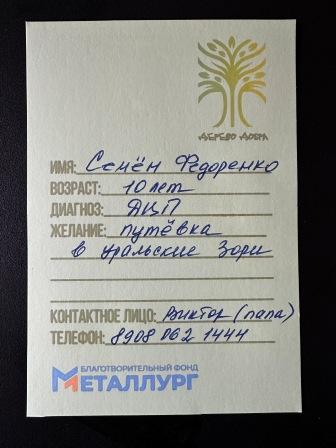 ДЕРЕВО ДОБРА
ИМЯ: Семён Федоренко
ВОЗРАСТ: 10 лет
ДИАГНОЗ: ДЦП
ЖЕЛАНИЕ: путёвка
в Уральские Зори
КОНТАКТНОЕ ЛИЦО: Виктор (папа)
ТЕЛЕФОН: 8908 062 1444
БЛАГОТВОРИТЕЛЬНЫЙ ФОНД
МЕТАЛЛУРГ